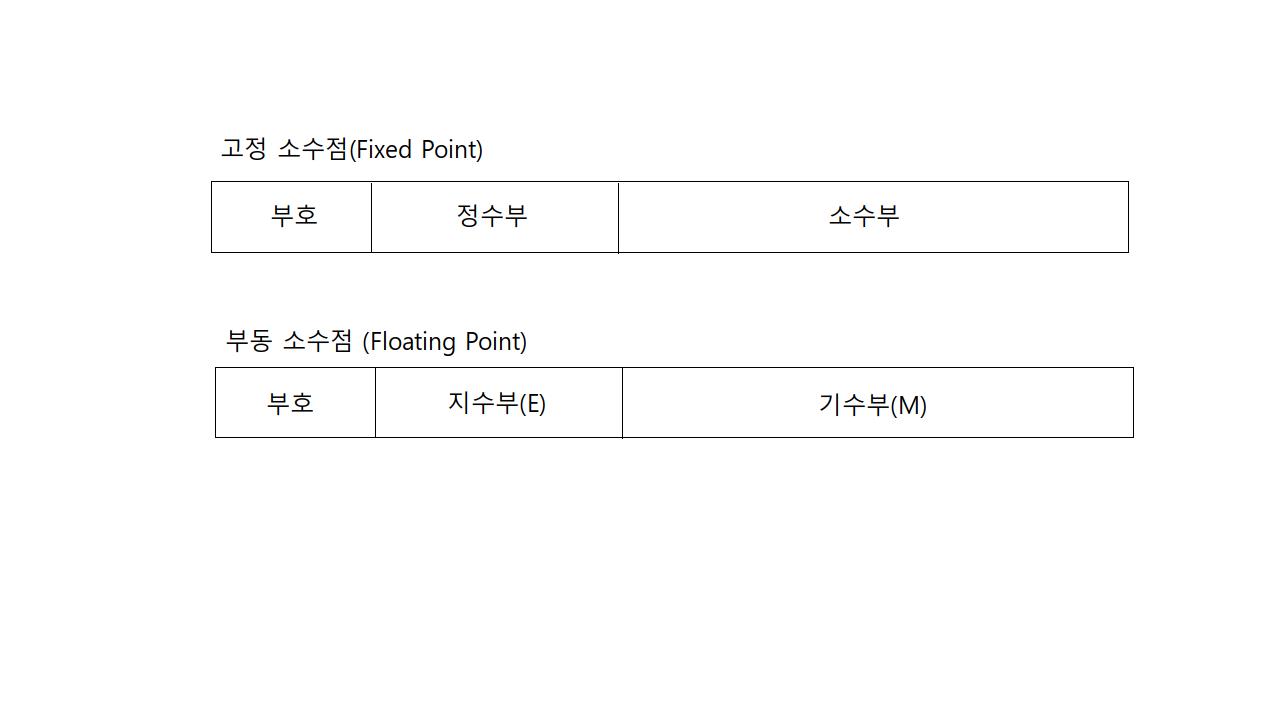 고정 소수점(Fixed Point)
부호 정수부 소수부
부동 소수점 (Floating Point)
부호 지수부(E) 기수부(M)